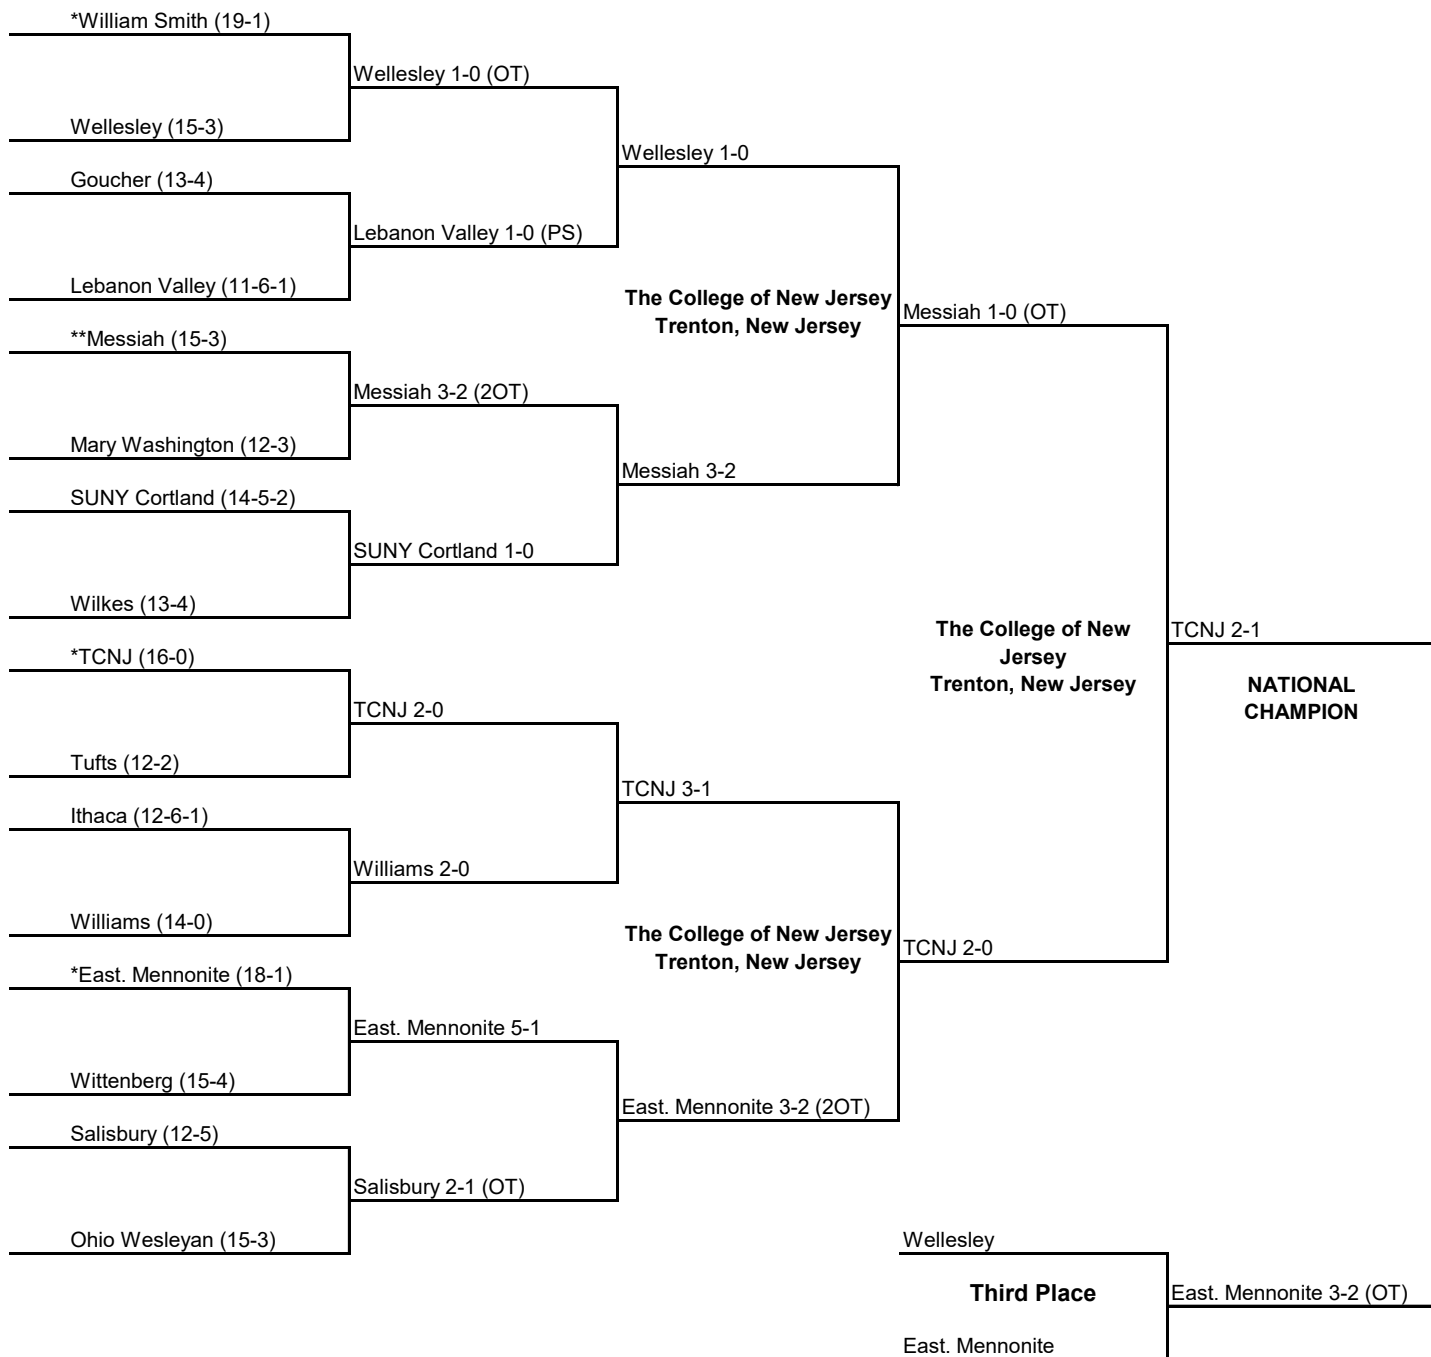 *William Smith (19-1)
Wellesley 1-0 (OT)
Wellesley (15-3)
Wellesley 1-0
Goucher (13-4)
Lebanon Valley 1-0 (PS)
Lebanon Valley (11-6-1)
The College of New Jersey
Trenton, New Jersey
Messiah 1-0 (OT)
**Messiah (15-3)
Messiah 3-2 (2OT)
Mary Washington (12-3)
Messiah 3-2
SUNY Cortland (14-5-2)
SUNY Cortland 1-0
Wilkes (13-4)
The College of New
Jersey
Trenton, New Jersey
TCNJ 2-1
NATIONAL
CHAMPION
*TCNJ (16-0)
TCNJ 2-0
Tufts (12-2)
TCNJ 3-1
Ithaca (12-6-1)
Williams 2-0
Williams (14-0)
The College of New Jersey
Trenton, New Jersey
TCNJ 2-0
*East. Mennonite (18-1)
East. Mennonite 5-1
Wittenberg (15-4)
East. Mennonite 3-2 (2OT)
Salisbury (12-5)
Salisbury 2-1 (OT)
Ohio Wesleyan (15-3)
Wellesley
Third Place
East. Mennonite 3-2 (OT)
East. Mennonite